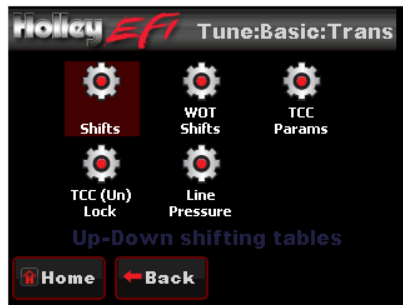 Holley EFI Tune:Basic:Trans
Shifts WOT Shifts TCC Params
TCC (Un) Lock Line Pressure
Up-Down shifting tables
Home Back